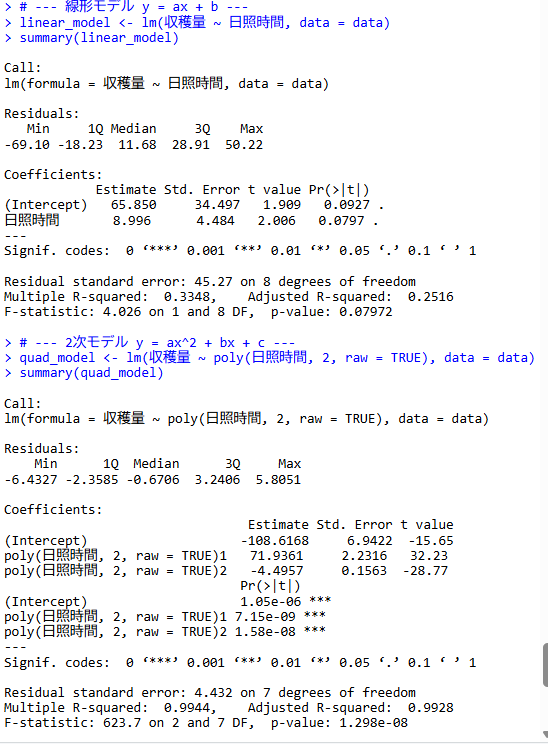 > # --- 線形モデル y = ax + b ---
> linear_model <- lm(収穫量 ~ 日照時間, data = data)
> summary(linear_model)
Call:
lm(formula = 収穫量 ~ 日照時間, data = data)
Residuals:
   Min     1Q Median     3Q    Max
-69.10 -18.23  11.68  28.91  50.22
Coefficients:
            Estimate Std. Error t value Pr(>|t|)
(Intercept)   65.850     34.497   1.909   0.0927 .
日照時間       8.996      4.484   2.006   0.0797 .
---
Signif. codes:  0 ‘***’ 0.001 ‘**’ 0.01 ‘*’ 0.05 ‘.’ 0.1 ‘ ’ 1
Residual standard error: 45.27 on 8 degrees of freedom
Multiple R-squared:  0.3348,    Adjusted R-squared:  0.2516
F-statistic: 4.026 on 1 and 8 DF,  p-value: 0.07972
> # --- 2次モデル y = ax^2 + bx + c ---
> quad_model <- lm(収穫量 ~ poly(日照時間, 2, raw = TRUE), data = data)
> summary(quad_model)
Call:
lm(formula = 収穫量 ~ poly(日照時間, 2, raw = TRUE), data = data)
Residuals:
    Min      1Q  Median      3Q     Max
-6.4327 -2.3585 -0.6706  3.2406  5.8051
Coefficients:
                               Estimate Std. Error t value
(Intercept)                   -108.6168     6.9422  -15.65
poly(日照時間, 2, raw = TRUE)1  71.9361     2.2316   32.23
poly(日照時間, 2, raw = TRUE)2  -4.4957     0.1563  -28.77
                              Pr(>|t|)
(Intercept)                   1.05e-06 ***
poly(日照時間, 2, raw = TRUE)1 7.15e-09 ***
poly(日照時間, 2, raw = TRUE)2 1.58e-08 ***
---
Signif. codes:  0 ‘***’ 0.001 ‘**’ 0.01 ‘*’ 0.05 ‘.’ 0.1 ‘ ’ 1
Residual standard error: 4.432 on 7 degrees of freedom
Multiple R-squared:  0.9944,    Adjusted R-squared:  0.9928
F-statistic: 623.7 on 2 and 7 DF,  p-value: 1.298e-08